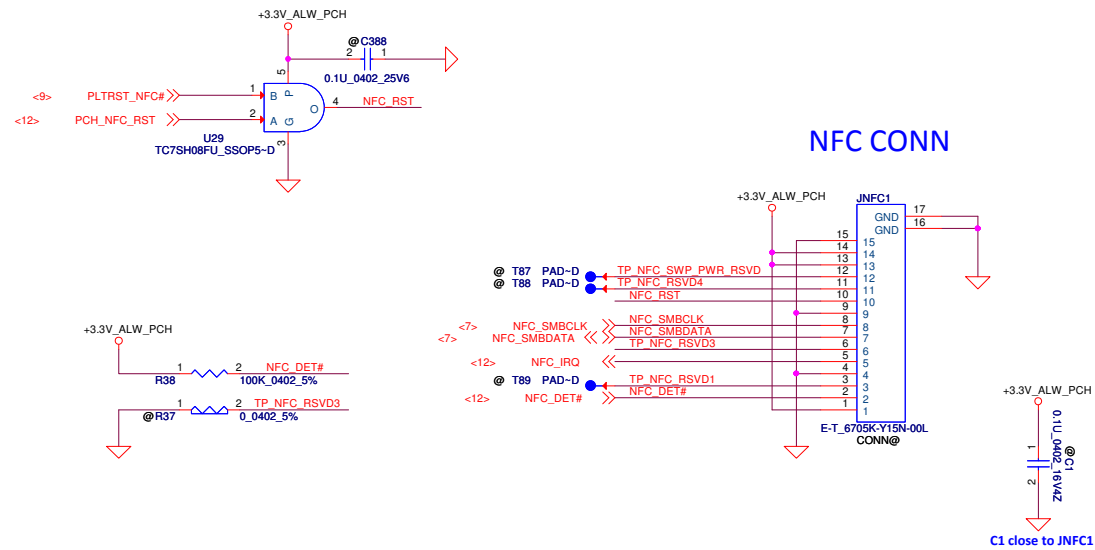 +3.3V_ALW_PCH
@C388
2 1
0.1U_0402_25V6
5
<9> PLTRST_NFC# 1 B P
O 4 NFC_RST
<12> PCH_NFC_RST 2 A G
3
U29
TC7SH08FU_SSOP5~D
NFC CONN
+3.3V_ALW_PCH
JNFC1
GND 17
GND 16
15 15
14 14
13 13
@ T87 PAD~D TP_NFC_SWP_PWR_RSVD 12 12
@ T88 PAD~D TP_NFC_RSVD4 11 11
NFC_RST 10 10
9 9
<7> NFC_SMBCLK NFC_SMBCLK 8 8
<7> NFC_SMBDATA NFC_SMBDATA 7 7
TP_NFC_RSVD3 6 6
<12> NFC_IRQ 5 5
4 4
@ T89 PAD~D TP_NFC_RSVD1 3 3
<12> NFC_DET# NFC_DET# 2 2
1 1
E-T_6705K-Y15N-00L
CONN@
+3.3V_ALW_PCH
1 2 NFC_DET#
R38 100K_0402_5%
1 2 TP_NFC_RSVD3
@R37 0_0402_5%
+3.3V_ALW_PCH
1
2
@C1
0.1U_0402_16V4Z
C1 close to JNFC1